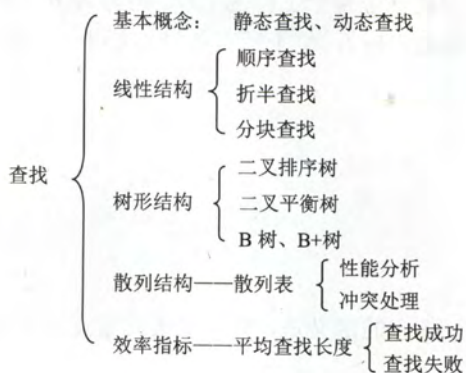 基本概念： 静态查找、动态查找
线性结构
顺序查找
折半查找
分块查找
查找
树形结构
二叉排序树
二叉平衡树
B 树、B+树
散列结构——散列表
性能分析
冲突处理
效率指标——平均查找长度
查找成功
查找失败